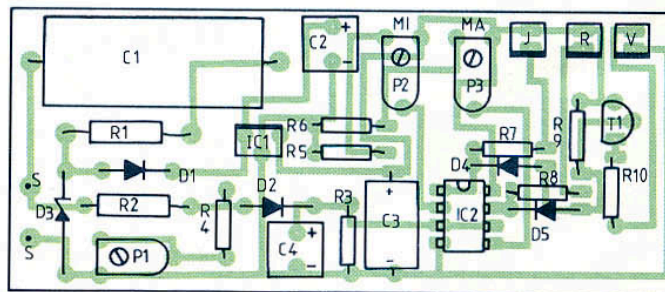 C1
C2
+
−
MI
P2
MA
P3
J
R
V
R1
IC1
R6
R5
R7
D4
R9
T1
S
D1
D2
R3
+
C3
−
IC2
R8
D5
R10
D3
R2
R4
C4
+
−
S
P1